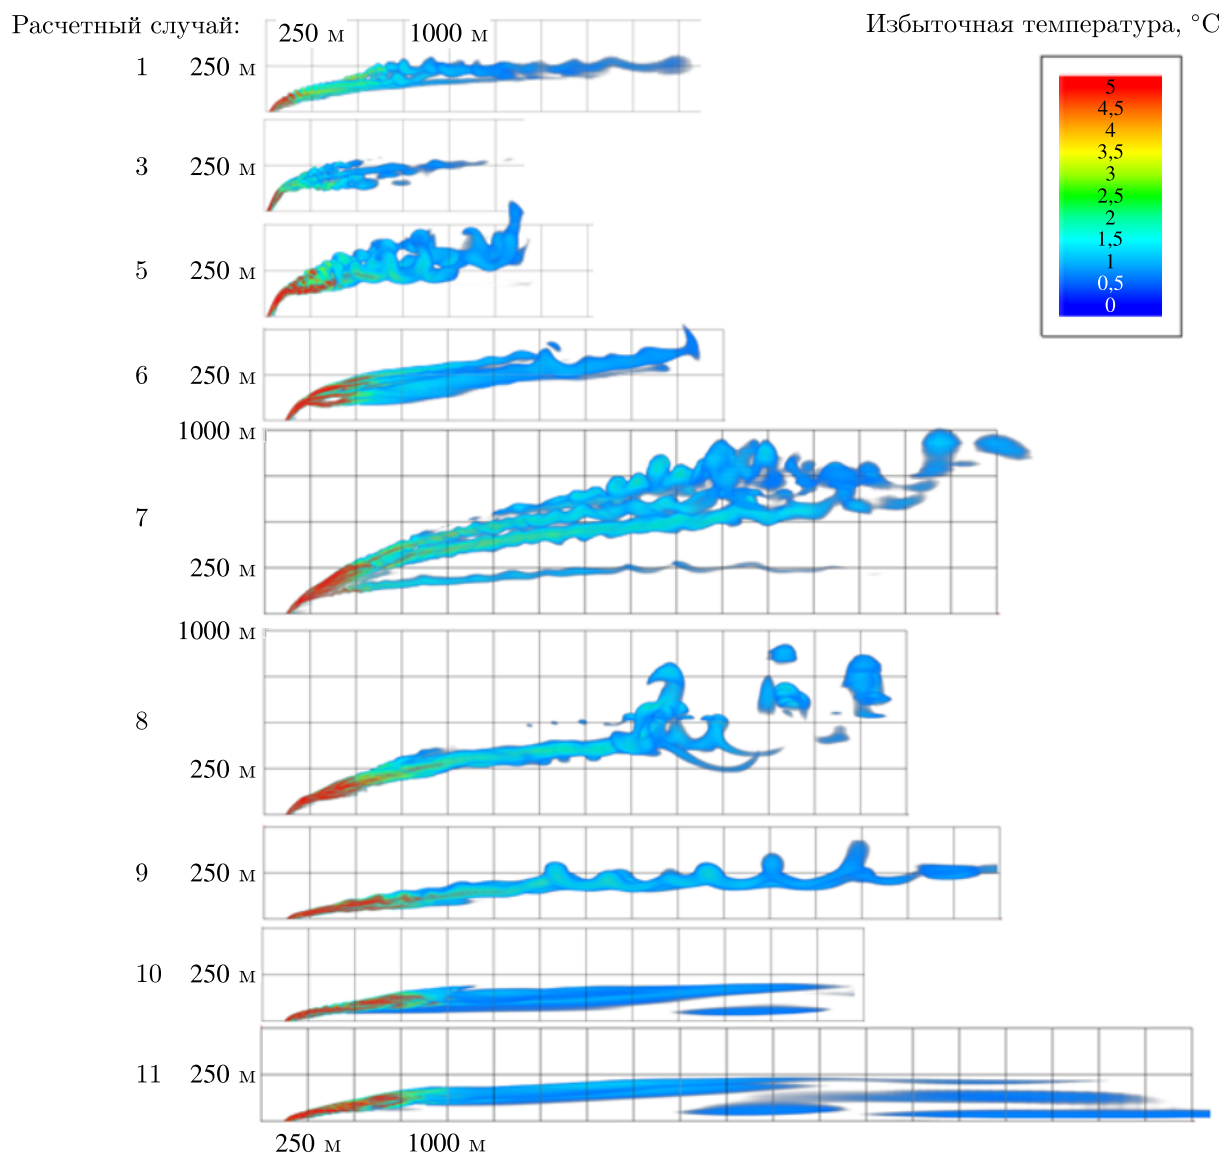 Расчетный случай:
250 м 1000 м
Избыточная температура, °C
1 250 м
5
4,5
4
3,5
3
2,5
2
1,5
1
0,5
0
3 250 м
5 250 м
6 250 м
1000 м
7
250 м
1000 м
8
250 м
9 250 м
10 250 м
11 250 м
250 м 1000 м